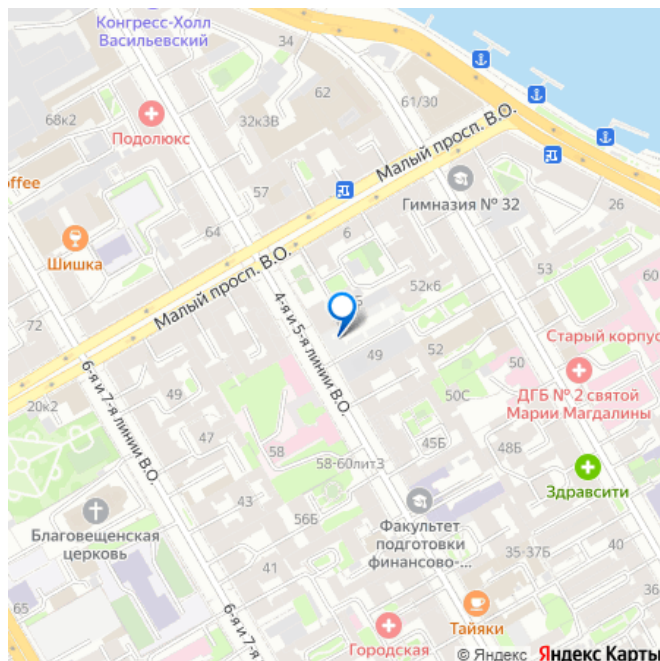 Конгресс-Холл
Васильевский
34
62
61/30
68к2
32к3В
Подолюкс
Малый просп. В.О.
offee
57
Гимназия № 32
26
64
6
Шишка
53
52к6
60
Малый просп. В.О.
4-я и 5-я линии В.О.
72
Старый корпус
52
49
50
6-я и 7-я линии В.О.
ДГБ № 2 святой
Марии Магдалины
49
50С
20к2
47
45Б
48Б
58
58-60литЗ
Здравсити
43
56Б
Благовещенская
церковь
Факультет
подготовки
финансово-...
35-37Б
40
41
36
65
6-я и 7-я
Тайяки
Городская
© Яндекс Яндекс Карты